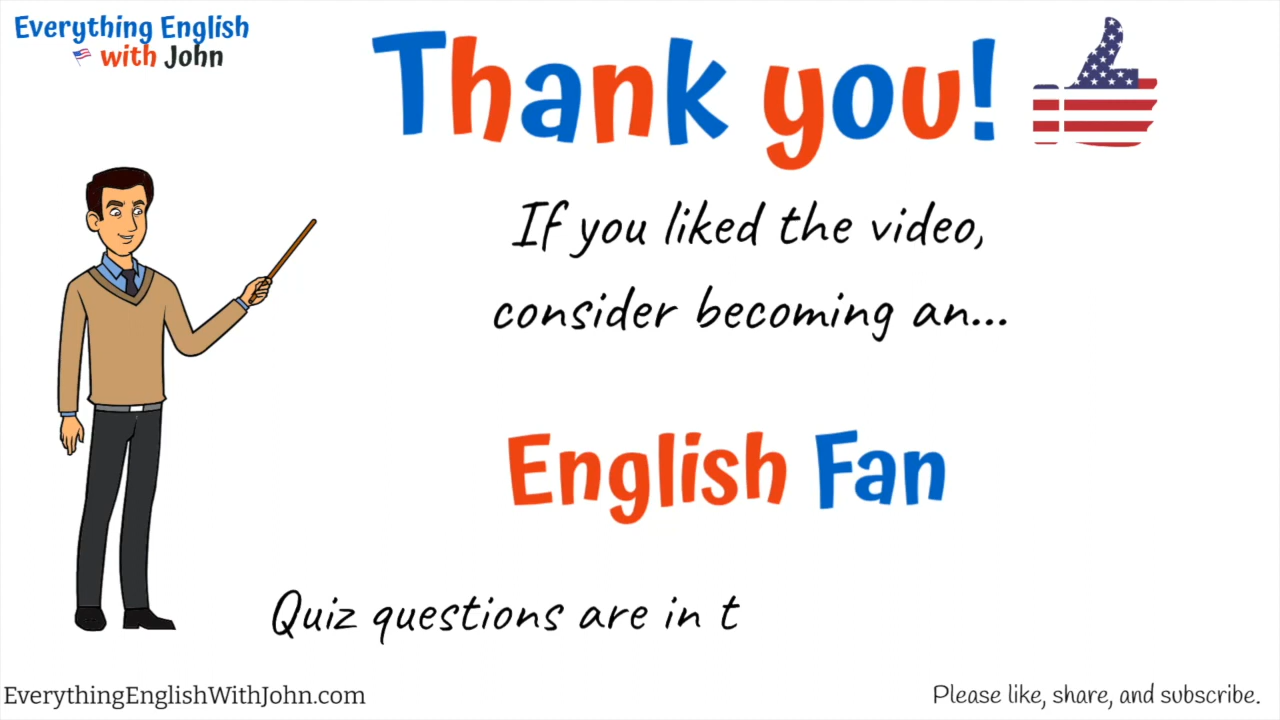 Everything English
with John
Thank you!
If you liked the video,
consider becoming an...
English Fan
Quiz questions are in t
EverythingEnglishWithJohn.com
Please like, share, and subscribe.